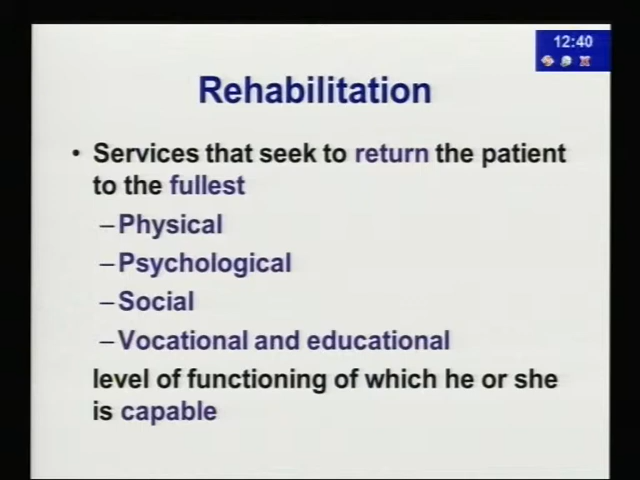 12:40
Rehabilitation
• Services that seek to return the patient
to the fullest
–Physical
–Psychological
–Social
–Vocational and educational
level of functioning of which he or she
is capable